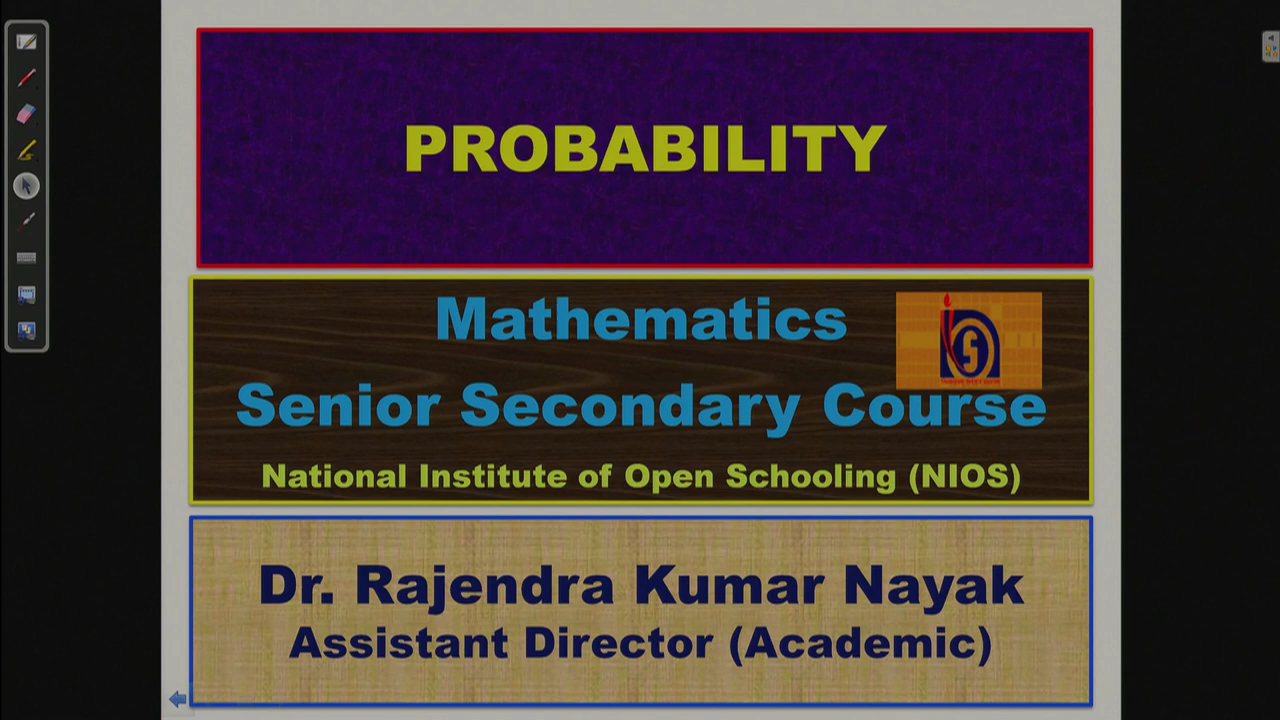 PROBABILITY
Mathematics
Senior Secondary Course
National Institute of Open Schooling (NIOS)
Dr. Rajendra Kumar Nayak
Assistant Director (Academic)